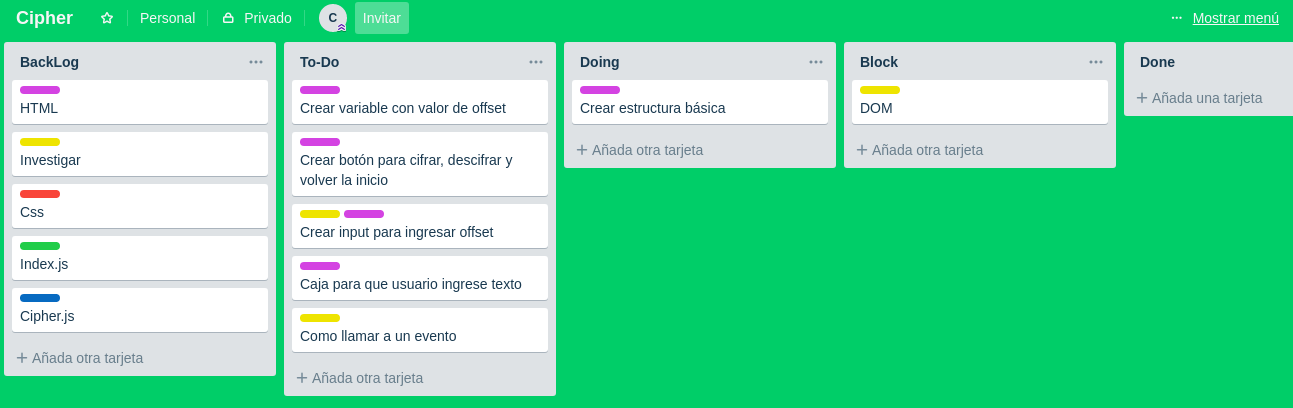 Cipher
Personal
Privado
C
Invitar
Mostrar menú
BackLog
HTML
Investigar
Css
Index.js
Cipher.js
Añada otra tarjeta
To-Do
Crear variable con valor de offset
Crear botón para cifrar, descifrar y
volver la inicio
Crear input para ingresar offset
Caja para que usuario ingrese texto
Como llamar a un evento
Añada otra tarjeta
Doing
Crear estructura básica
Añada otra tarjeta
Block
DOM
Añada otra tarjeta
Done
Añada una tarjeta